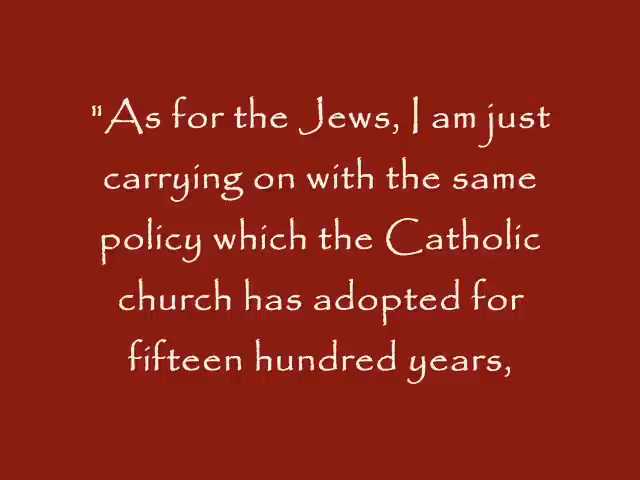 "As for the Jews, I am just
carrying on with the same
policy which the Catholic
church has adopted for
fifteen hundred years,